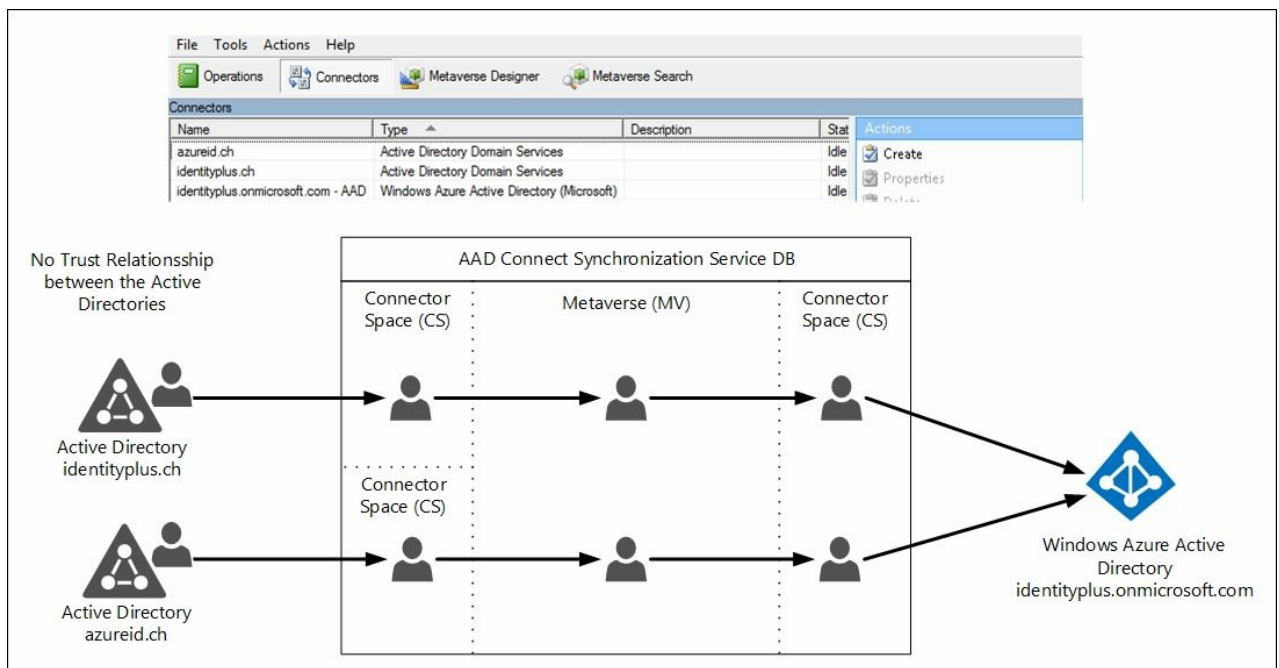 File Tools Actions Help
Operations Connectors Metaverse Designer Metaverse Search
Connectors
Name Type Description Stat Actions
azureid.ch Active Directory Domain Services Idle Create
identityplus.ch Active Directory Domain Services Idle Properties
identityplus.onmicrosoft.com - AAD Windows Azure Active Directory (Microsoft) Idle
No Trust Relationsship
between the Active
Directories
AAD Connect Synchronization Service DB
Connector
Space (CS)
Metaverse (MV)
Connector
Space (CS)
Active Directory
identityplus.ch
Connector
Space (CS)
Active Directory
azureid.ch
Windows Azure Active
Directory
identityplus.onmicrosoft.com